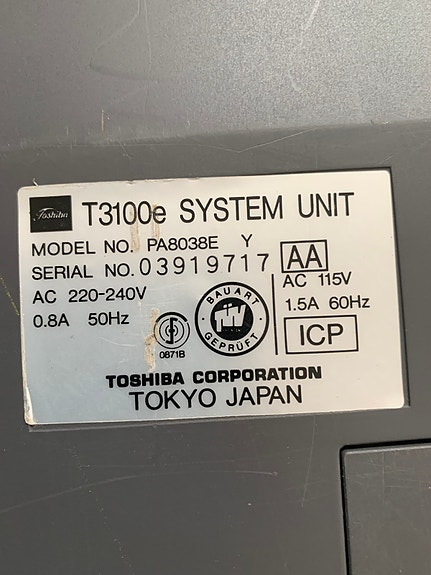 Toshiba T3100e SYSTEM UNIT
MODEL NO. PA8038E Y
SERIAL NO. 03919717 AA
AC 220-240V
0.8A 50Hz
0871B
BAUART
TÜV
GEPRÜFT
AC 115V
1.5A 60Hz
ICP
TOSHIBA CORPORATION
TOKYO JAPAN